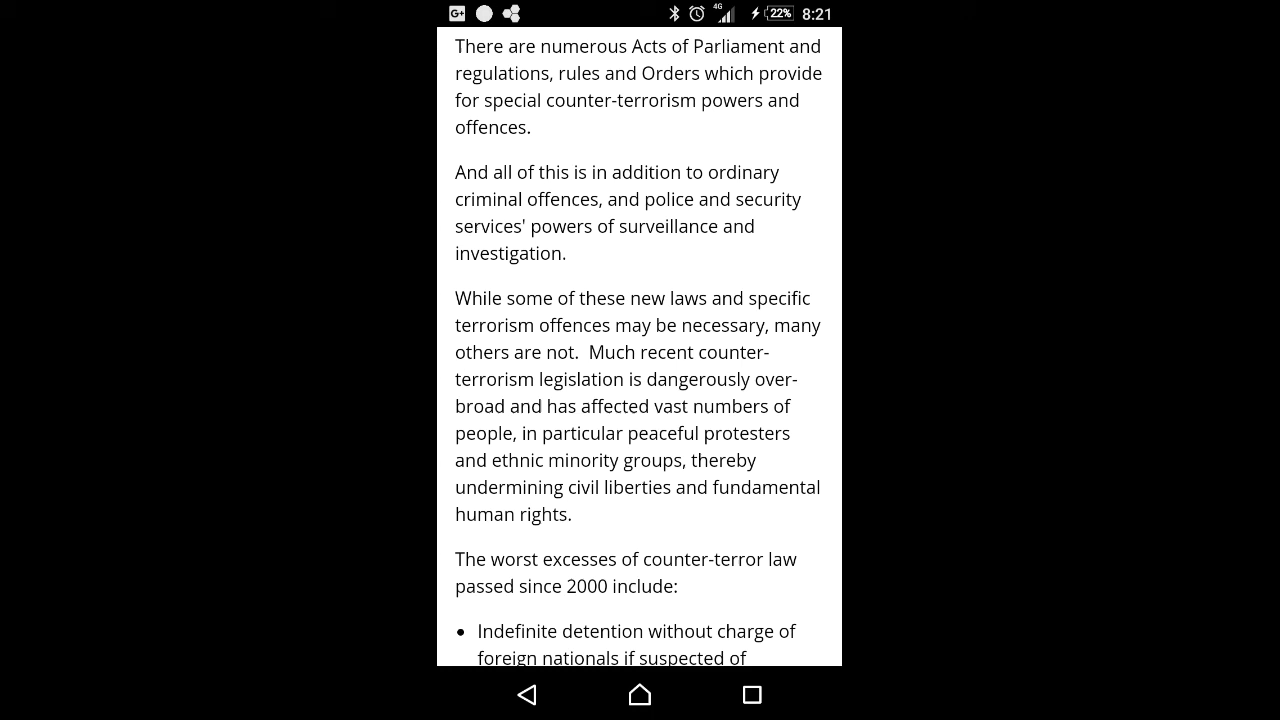 G+ 4G 22% 8:21
There are numerous Acts of Parliament and
regulations, rules and Orders which provide
for special counter-terrorism powers and
offences.
And all of this is in addition to ordinary
criminal offences, and police and security
services' powers of surveillance and
investigation.
While some of these new laws and specific
terrorism offences may be necessary, many
others are not.  Much recent counter-
terrorism legislation is dangerously over-
broad and has affected vast numbers of
people, in particular peaceful protesters
and ethnic minority groups, thereby
undermining civil liberties and fundamental
human rights.
The worst excesses of counter-terror law
passed since 2000 include:
• Indefinite detention without charge of
foreign nationals if suspected of